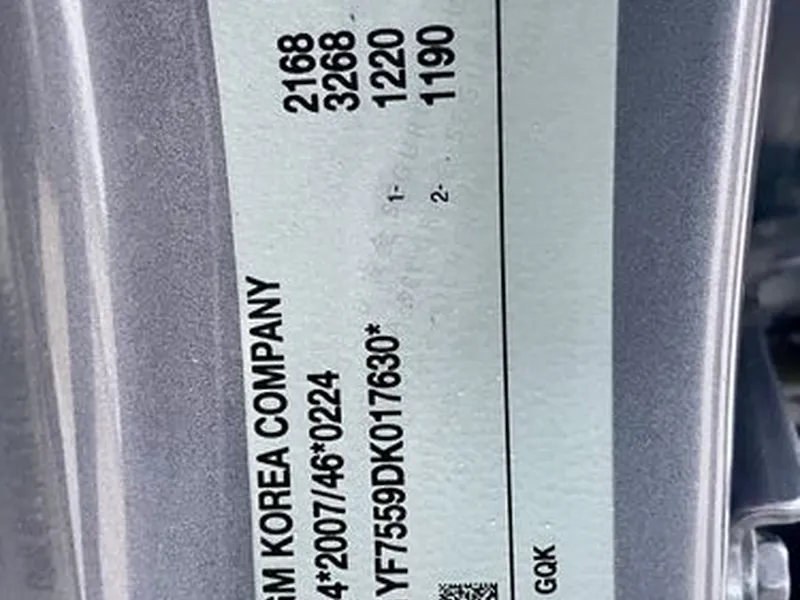 GM KOREA COMPANY
4*2007/46*0224 2168
YF7559DK017630* 3268
1- 1220
2- 1190
GQK